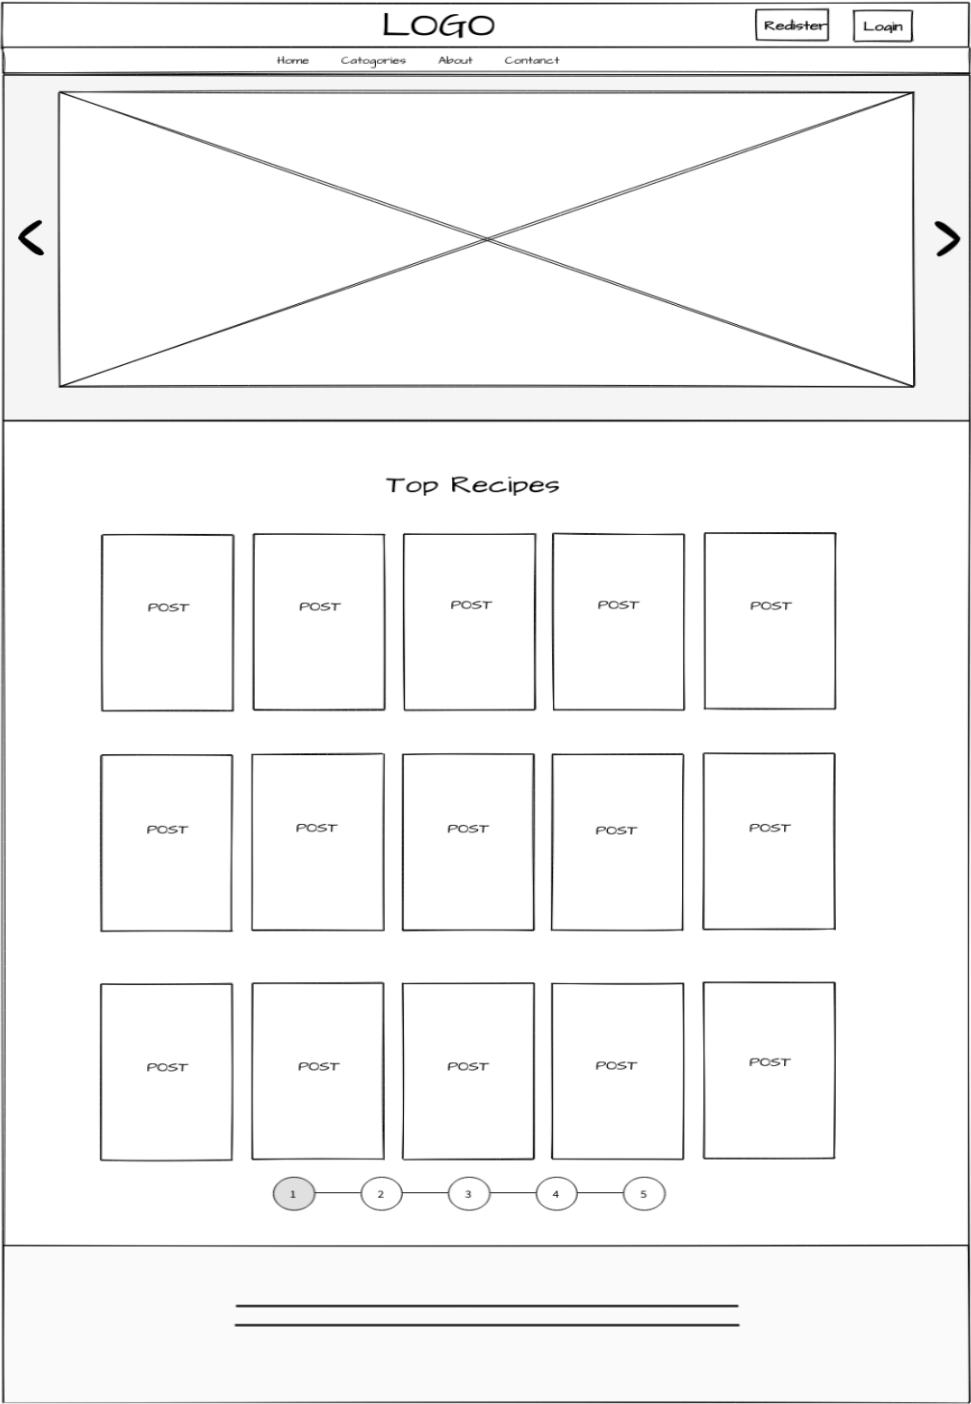 LOGO
Redister Login
Home Catogories About Contanct
Top Recipes
POST POST POST POST POST
POST POST POST POST POST
POST POST POST POST POST
1 2 3 4 5